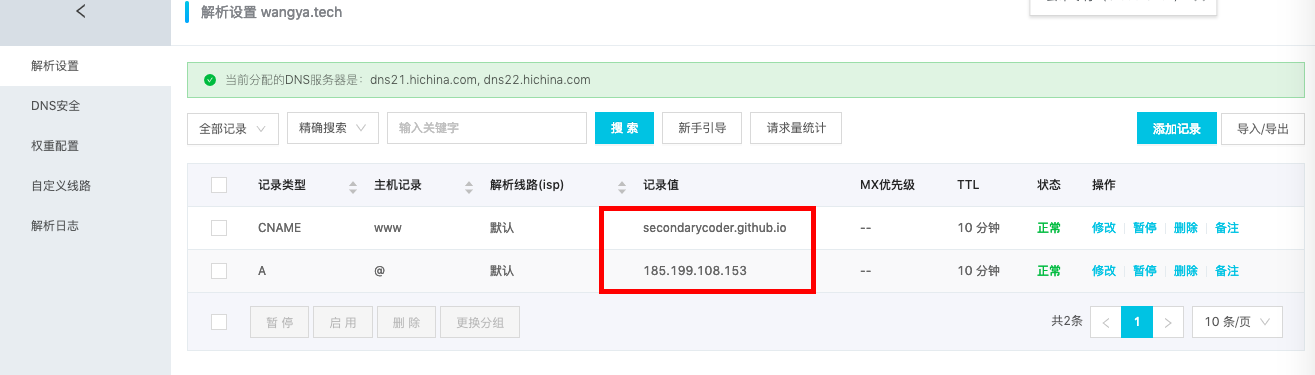 解析设置 wangya.tech
解析设置
DNS安全
权重配置
自定义线路
解析日志
当前分配的DNS服务器是： dns21.hichina.com, dns22.hichina.com
全部记录 精确搜索 输入关键字 搜 索 新手引导 请求量统计 添加记录 导入/导出
记录类型 主机记录 解析线路(isp) 记录值 MX优先级 TTL 状态 操作
CNAME www 默认 secondarycoder.github.io -- 10 分钟 正常 修改 暂停 删除 备注
A @ 默认 185.199.108.153 -- 10 分钟 正常 修改 暂停 删除 备注
暂 停 启 用 删 除 更换分组 共2条 < 1 > 10 条/页